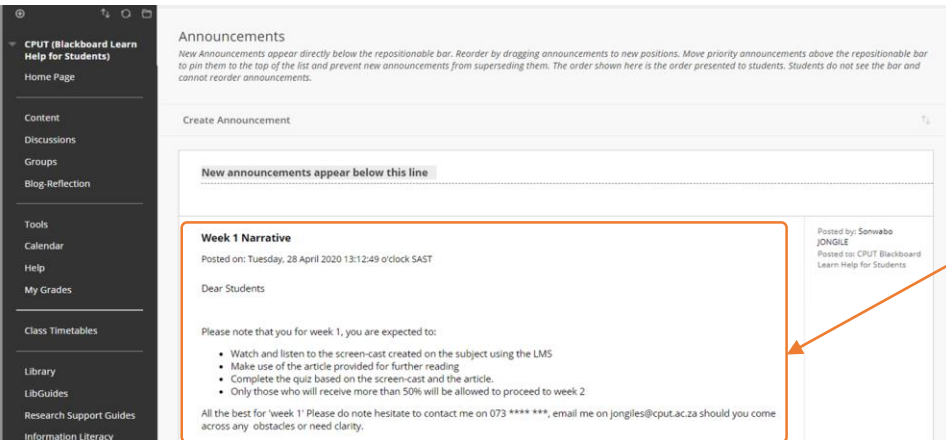 CPUT (Blackboard Learn
Help for Students)
Home Page
Content
Discussions
Groups
Blog-Reflection
Tools
Calendar
Help
My Grades
Class Timetables
Library
LibGuides
Research Support Guides
Information Literacy
Announcements
New Announcements appear directly below the repositionable bar. Reorder by dragging announcements to new positions. Move priority announcements above the repositionable bar
to pin them to the top of the list and prevent new announcements from superseding them. The order shown here is the order presented to students. Students do not see the bar and
cannot reorder announcements.
Create Announcement
New announcements appear below this line
Week 1 Narrative
Posted on: Tuesday, 28 April 2020 13:12:49 o'clock SAST
Dear Students
Please note that you for week 1, you are expected to:
• Watch and listen to the screen-cast created on the subject using the LMS
• Make use of the article provided for further reading
• Complete the quiz based on the screen-cast and the article.
• Only those who will receive more than 50% will be allowed to proceed to week 2
All the best for 'week 1' Please do note hesitate to contact me on 073 **** ***, email me on jongiles@cput.ac.za should you come
across any obstacles or need clarity.
Posted by: Sonwabo
JONGILE
Posted to: CPUT Blackboard
Learn Help for Students